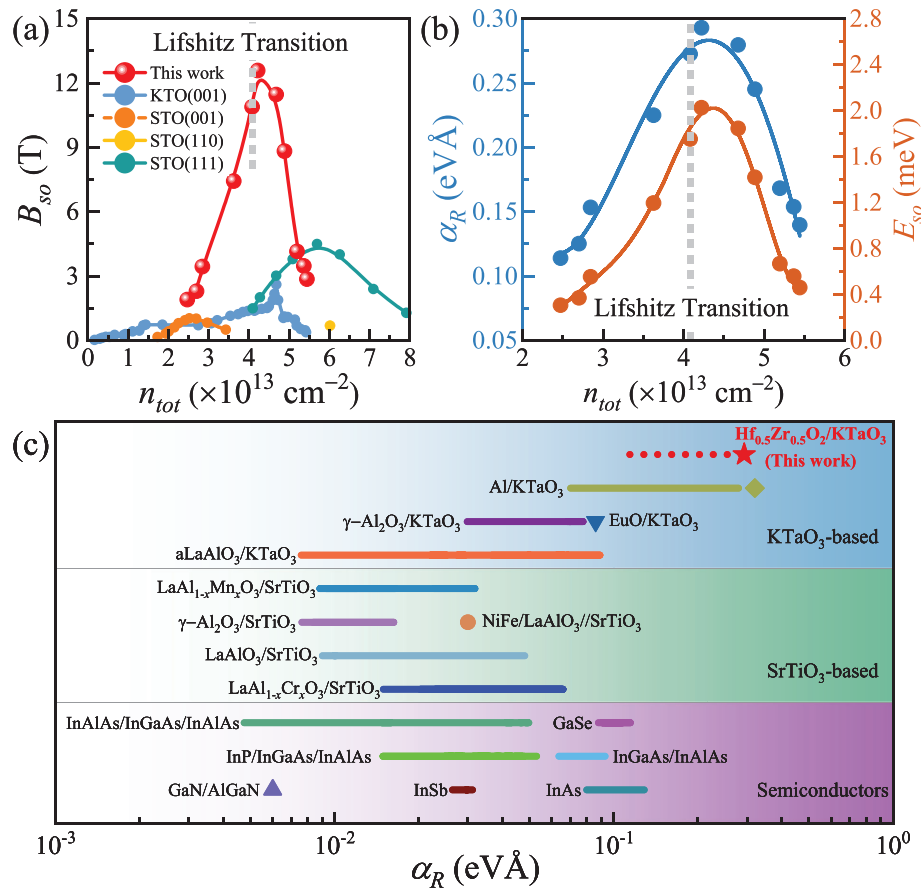 (a)
15
12
9
6
3
0
B_so (T)
Lifshitz Transition
This work
KTO(001)
STO(001)
STO(110)
STO(111)
0 1 2 3 4 5 6 7 8
n_tot (×10^13 cm^−2)
(b)
0.30
0.25
0.20
0.15
0.10
0.05
α_R (eVÅ)
2.8
2.4
2.0
1.6
1.2
0.8
0.4
0.0
E_so (meV)
Lifshitz Transition
2 3 4 5 6
n_tot (×10^13 cm^−2)
(c)
Hf0.5Zr0.5O2/KTaO3
(This work)
Al/KTaO3
γ−Al2O3/KTaO3 EuO/KTaO3
KTaO3-based
aLaAlO3/KTaO3
LaAl1-xMnxO3/SrTiO3
γ−Al2O3/SrTiO3 NiFe/LaAlO3//SrTiO3
LaAlO3/SrTiO3
SrTiO3-based
LaAl1-xCrxO3/SrTiO3
InAlAs/InGaAs/InAlAs GaSe
InP/InGaAs/InAlAs InGaAs/InAlAs
GaN/AlGaN InSb InAs Semiconductors
10^-3 10^-2 10^-1 10^0
α_R (eVÅ)